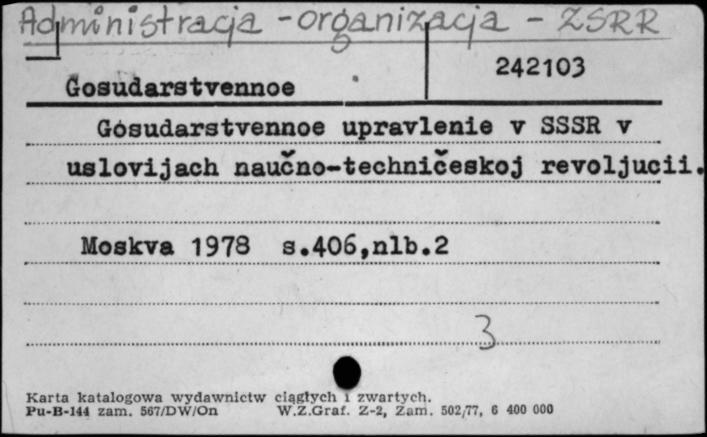 Administracja - organizacja - ZSRR
242103
Gosudarstvennoe
Gosudarstvennoe upravlenie v SSSR v
uslovijach naučno-techničeskoj revoljucii.
Moskva 1978 s.406,nlb.2
3
Karta katalogowa wydawnictw ciągłych i zwartych.
Pu-B-144 zam. 567/DW/On W.Z.Graf. Z-2, Zam. 502/77, 6 400 000